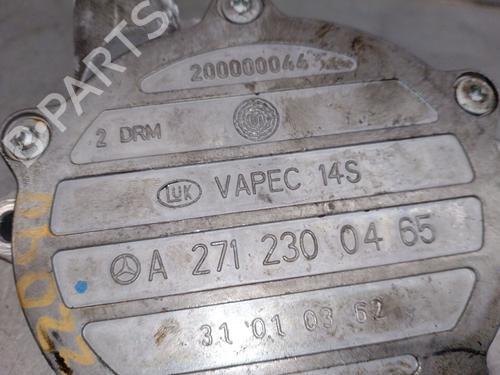 200000044
2 DRM
LUK VAPEC 14S
A 271 230 04 65
31 01 03 62
B-PARTS